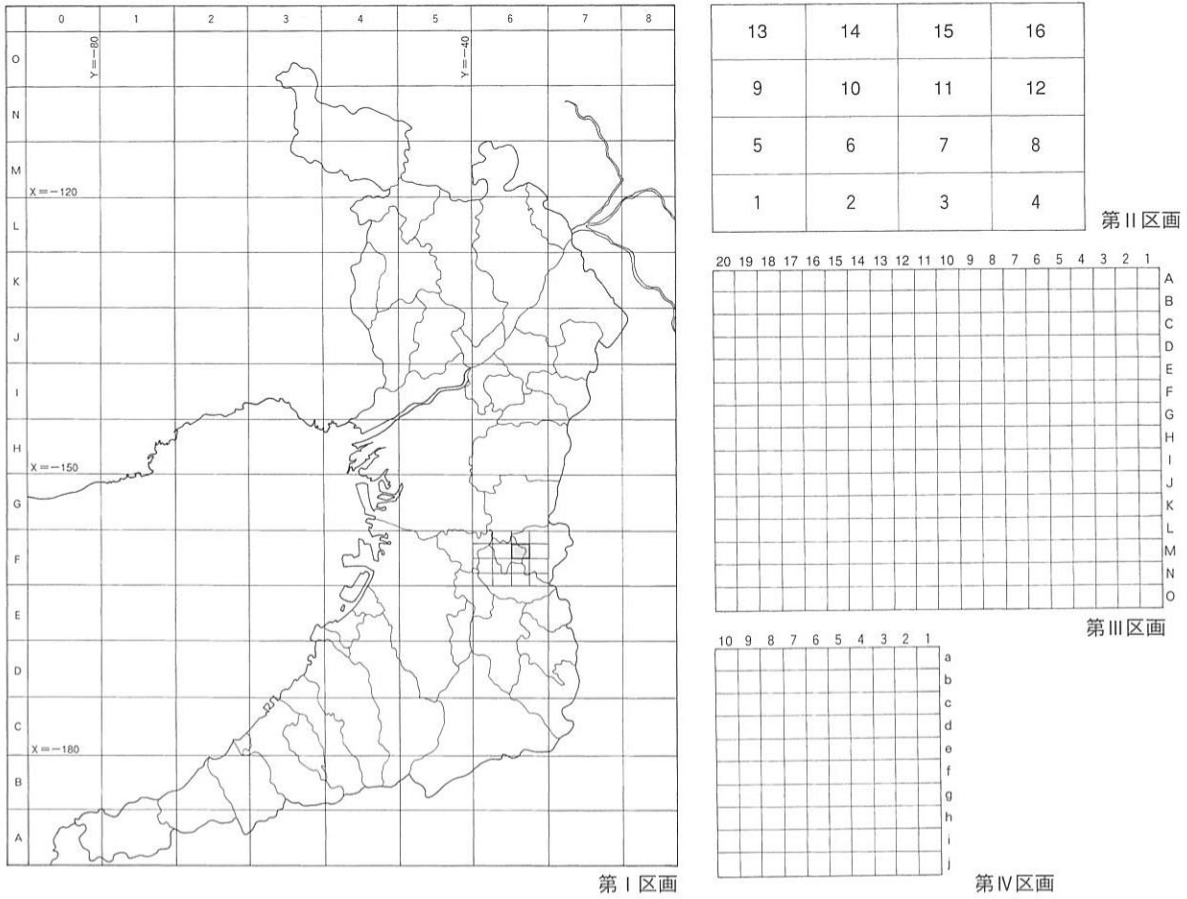 0 1 2 3 4 5 6 7 8
O
N
M
L
K
J
I
H
G
F
E
D
C
B
A
Y=-80
Y=-40
X=-120
X=-150
X=-180
第Ⅰ区画
13 14 15 16
9 10 11 12
5 6 7 8
1 2 3 4
第Ⅱ区画
20 19 18 17 16 15 14 13 12 11 10 9 8 7 6 5 4 3 2 1
A
B
C
D
E
F
G
H
I
J
K
L
M
N
O
第Ⅲ区画
10 9 8 7 6 5 4 3 2 1
a
b
c
d
e
f
g
h
i
j
第Ⅳ区画